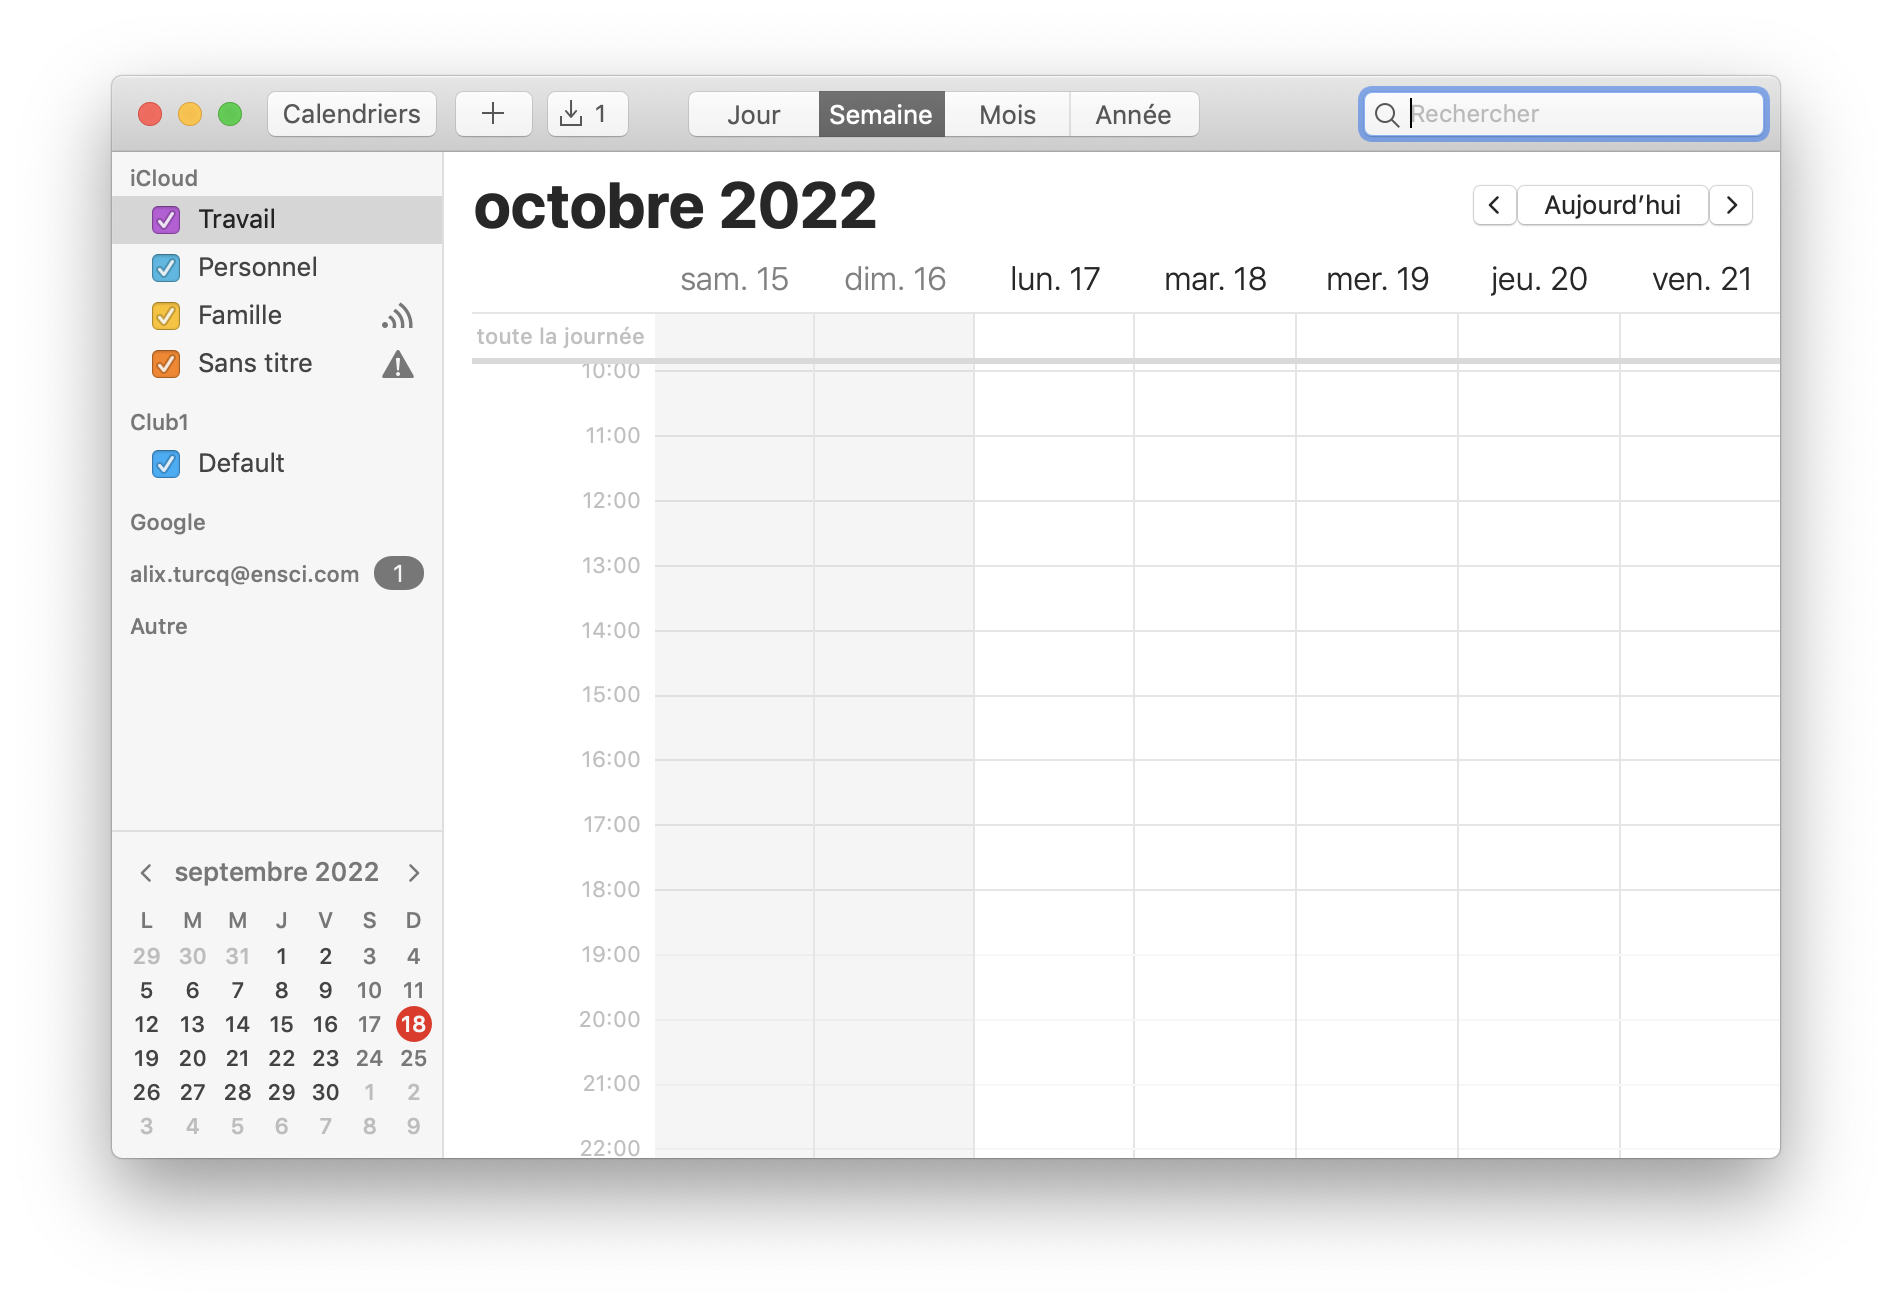 Calendriers
1
Jour Semaine Mois Année
Rechercher
iCloud
Travail
Personnel
Famille
Sans titre
Club1
Default
Google
alix.turcq@ensci.com 1
Autre
septembre 2022
L M M J V S D
29 30 31 1 2 3 4
5 6 7 8 9 10 11
12 13 14 15 16 17 18
19 20 21 22 23 24 25
26 27 28 29 30 1 2
3 4 5 6 7 8 9
octobre 2022
Aujourd’hui
sam. 15 dim. 16 lun. 17 mar. 18 mer. 19 jeu. 20 ven. 21
toute la journée
10:00
11:00
12:00
13:00
14:00
15:00
16:00
17:00
18:00
19:00
20:00
21:00
22:00